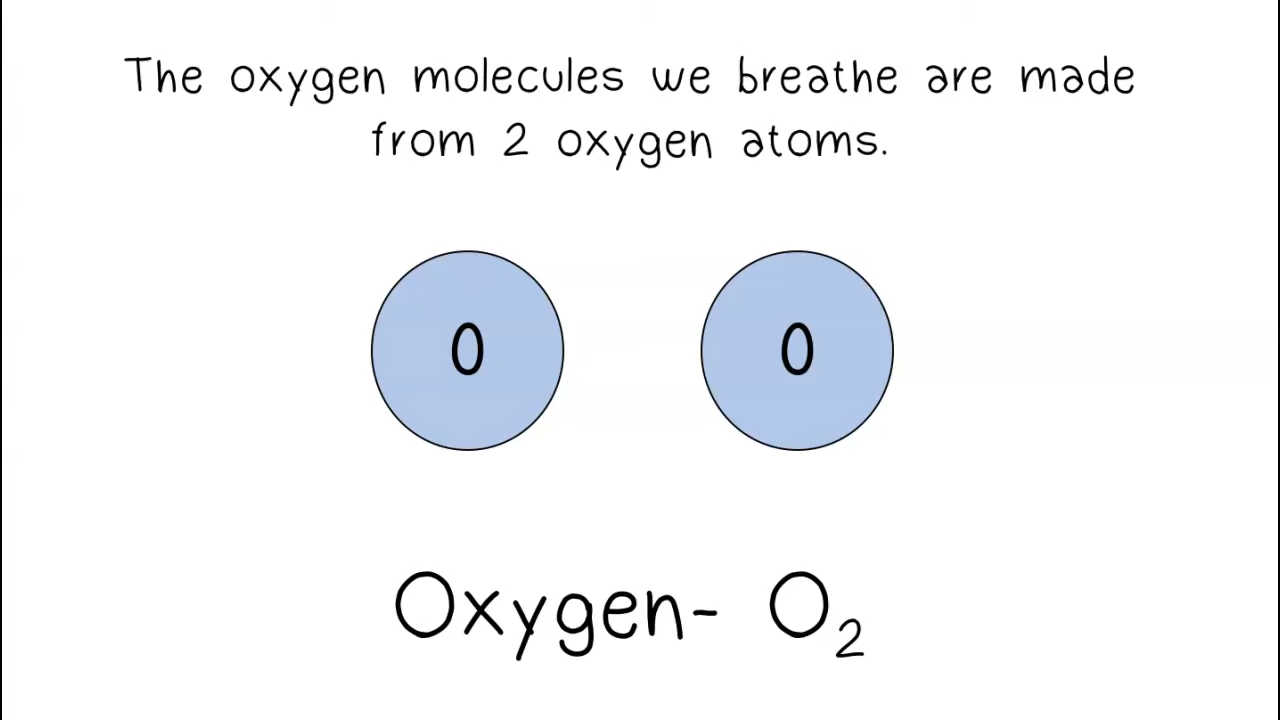 The oxygen molecules we breathe are made
from 2 oxygen atoms.
O O
Oxygen- O₂